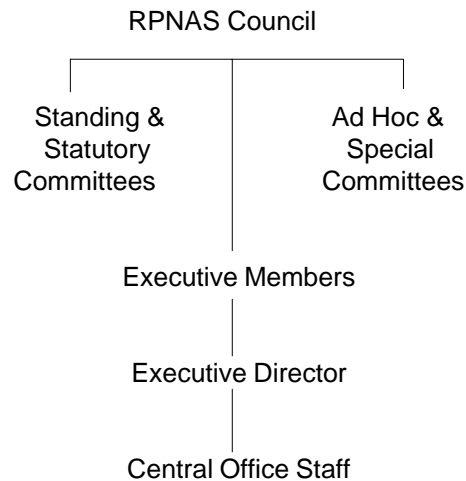 RPNAS Council
Standing &
Statutory
Committees
Ad Hoc &
Special
Committees
Executive Members
Executive Director
Central Office Staff